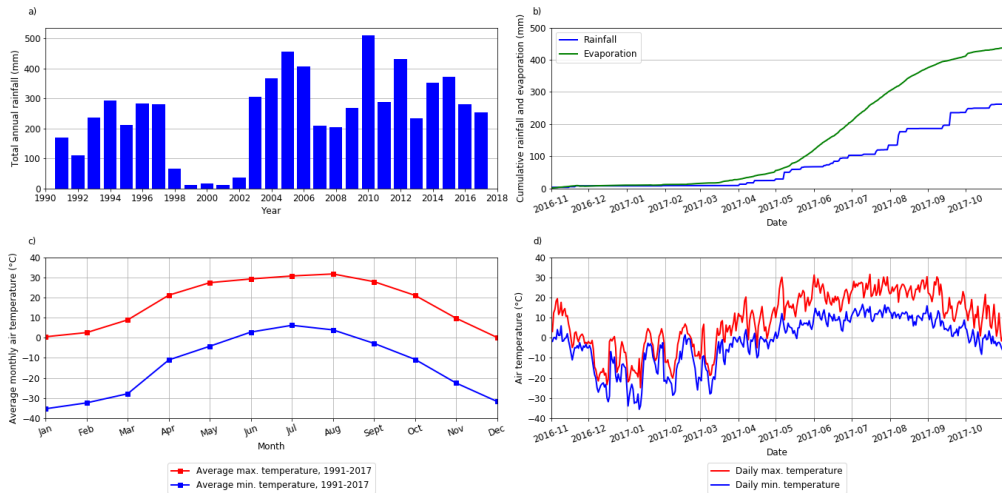 a)
Total annual rainfall (mm)
500
400
300
200
100
0
1990 1992 1994 1996 1998 2000 2002 2004 2006 2008 2010 2012 2014 2016 2018
Year
b)
Cumulative rainfall and evaporation (mm)
Rainfall
Evaporation
500
400
300
200
100
0
2016-11 2016-12 2017-01 2017-02 2017-03 2017-04 2017-05 2017-06 2017-07 2017-08 2017-09 2017-10
Date
c)
Average monthly air temperature (°C)
40
30
20
10
0
−10
−20
−30
−40
Jan Feb Mar Apr May Jun Jul Aug Sept Oct Nov Dec
Month
Average max. temperature, 1991-2017
Average min. temperature, 1991-2017
d)
Air temperature (°C)
40
30
20
10
0
−10
−20
−30
−40
2016-11 2016-12 2017-01 2017-02 2017-03 2017-04 2017-05 2017-06 2017-07 2017-08 2017-09 2017-10
Date
Daily max. temperature
Daily min. temperature